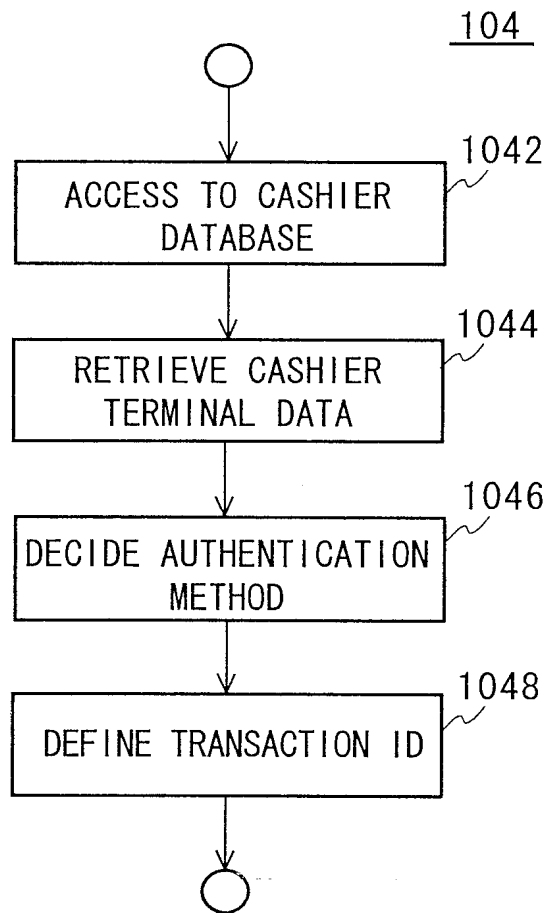 104
1042
ACCESS TO CASHIER
DATABASE
1044
RETRIEVE CASHIER
TERMINAL DATA
1046
DECIDE AUTHENTICATION
METHOD
1048
DEFINE TRANSACTION ID